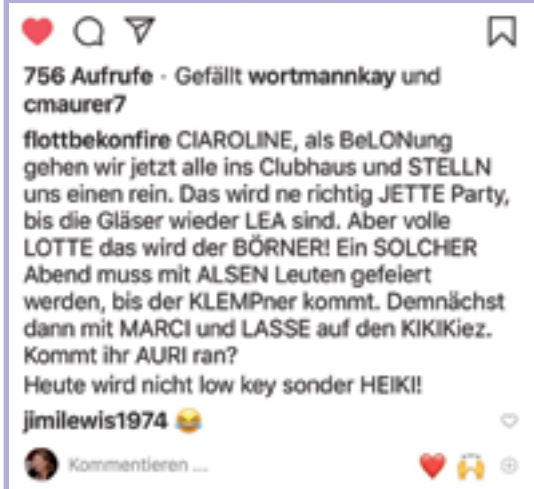 756 Aufrufe · Gefällt wortmannkay und
cmaurer7
flottbekonfire CIAROLINE, als BeLONung
gehen wir jetzt alle ins Clubhaus und STELLN
uns einen rein. Das wird ne richtig JETTE Party,
bis die Gläser wieder LEA sind. Aber volle
LOTTE das wird der BÖRNER! Ein SOLCHER
Abend muss mit ALSEN Leuten gefeiert
werden, bis der KLEMPner kommt. Demnächst
dann mit MARCI und LASSE auf den KIKIKiez.
Kommt ihr AURI ran?
Heute wird nicht low key sonder HEIKI!
jimilewis1974 😂
Kommentieren ...